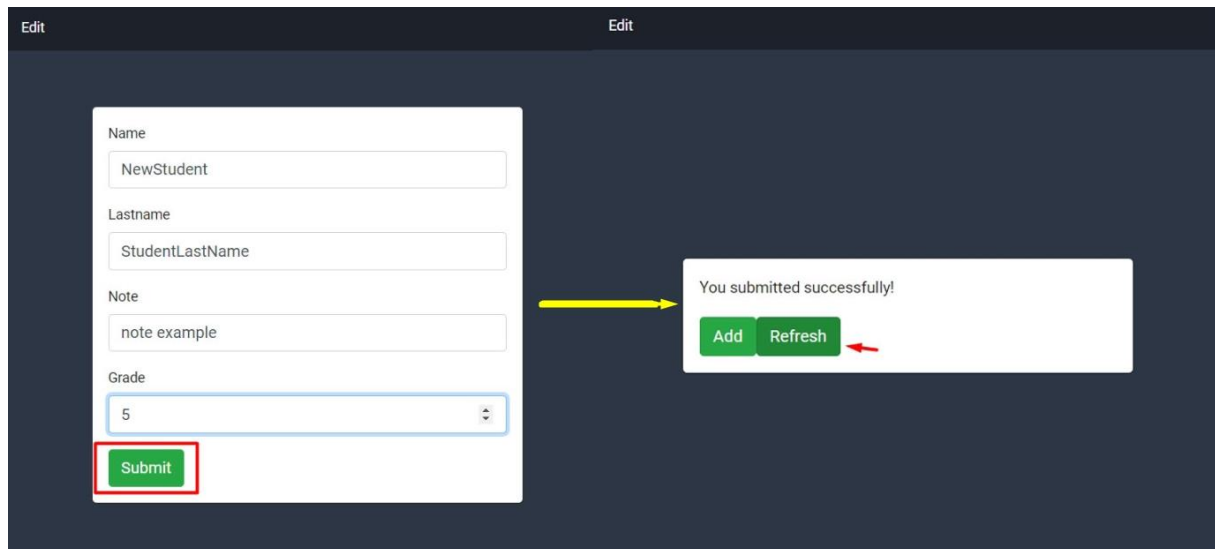 Edit
Name
NewStudent
Lastname
StudentLastName
Note
note example
Grade
5
Submit
Edit
You submitted successfully!
Add Refresh